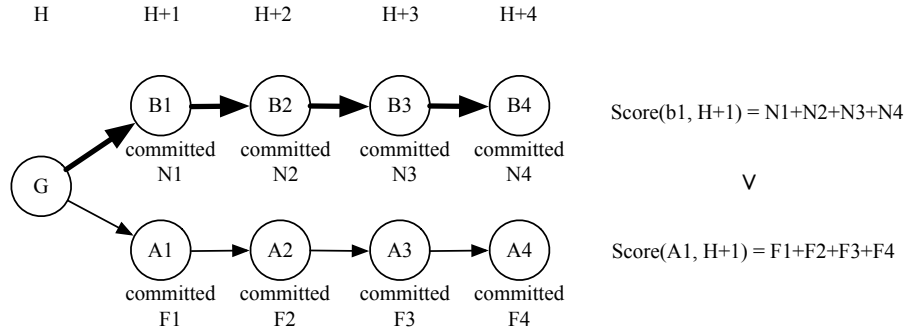 H H+1 H+2 H+3 H+4
B1 B2 B3 B4
Score(b1, H+1) = N1+N2+N3+N4
committed committed committed committed
N1 N2 N3 N4
G
∨
A1 A2 A3 A4
Score(A1, H+1) = F1+F2+F3+F4
committed committed committed committed
F1 F2 F3 F4